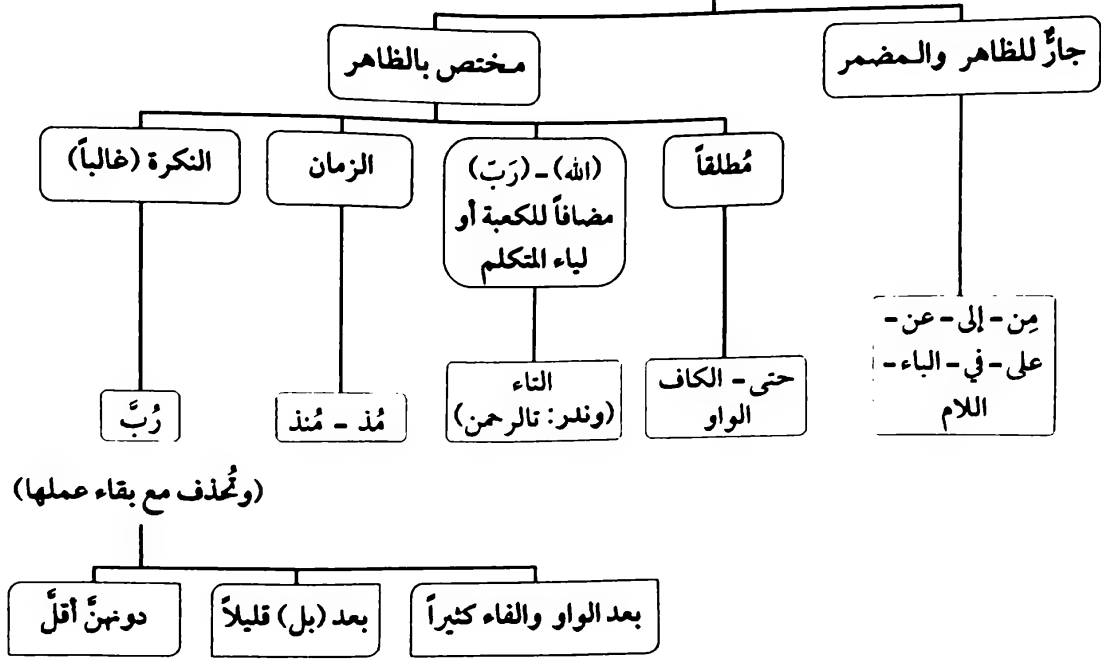 جارٌّ للظاهر والمضمر
مختص بالظاهر
مُطلقاً
(الله) - (رَبّ)
مضافاً للكعبة أو
لياء المتكلم
الزمان
النكرة (غالباً)
مِن - إلى - عن -
على - في - الباء -
اللام
حتى - الكاف
الواو
التاء
(وندر: تالرحمن)
مُذ - مُنذ
رُبَّ
(وتُحذف مع بقاء عملها)
بعد الواو والفاء كثيراً
بعد (بل) قليلاً
دونهنَّ أقلَّ